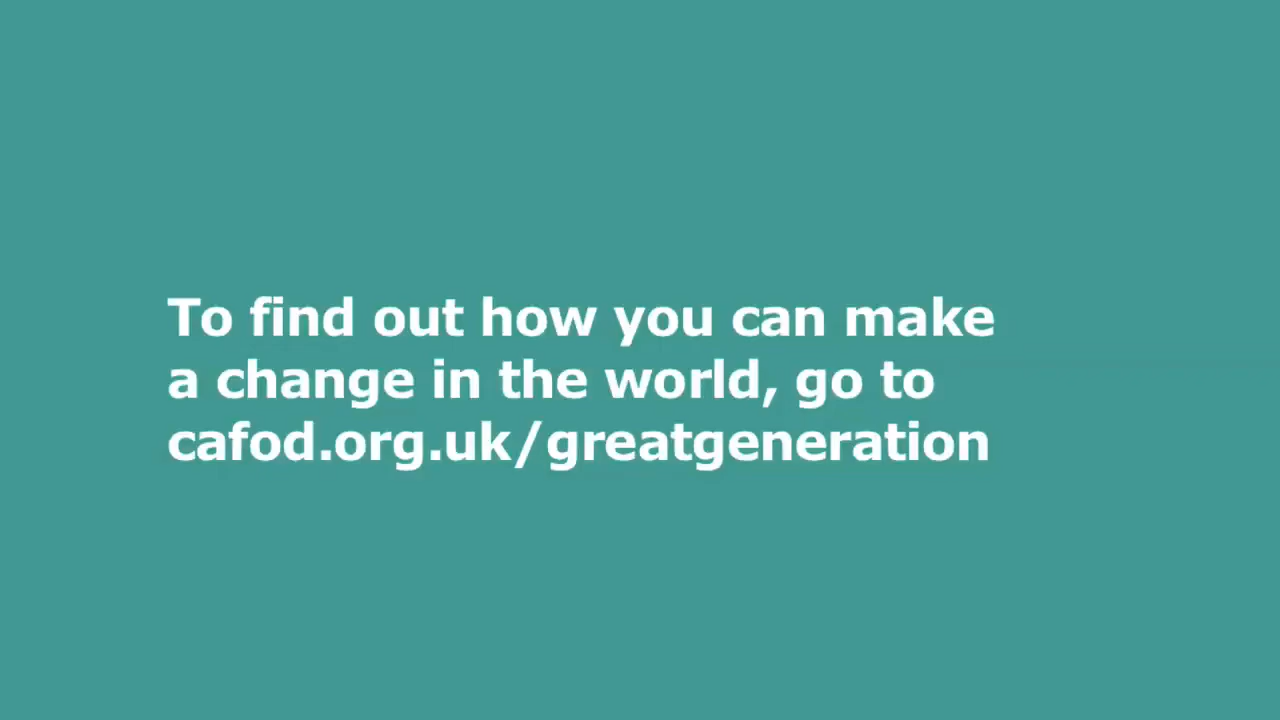 To find out how you can make
a change in the world, go to
cafod.org.uk/greatgeneration